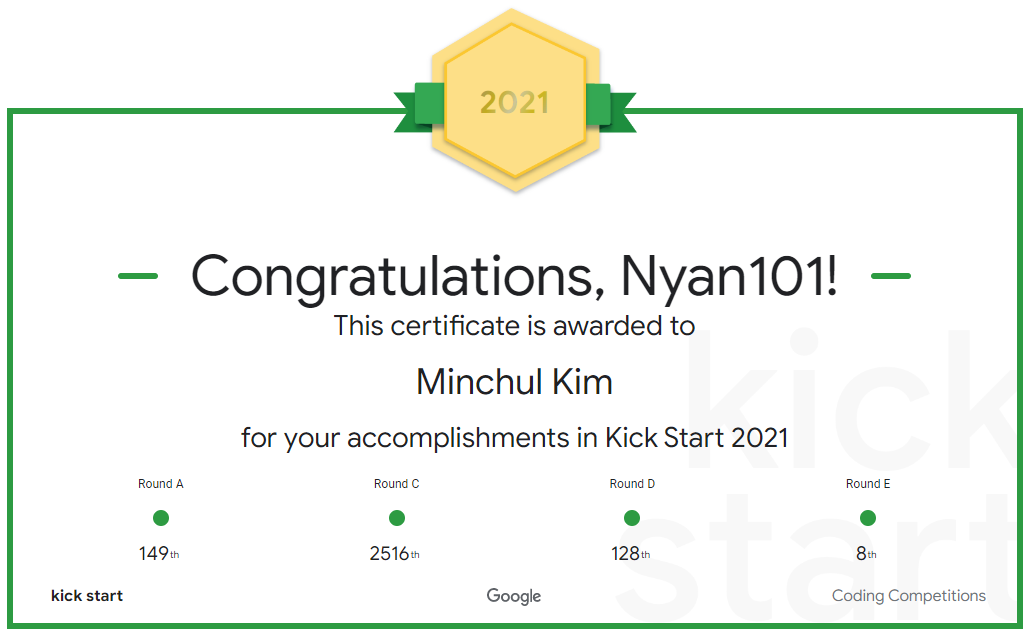 2021
Congratulations, Nyan101!
This certificate is awarded to
Minchul Kim
for your accomplishments in Kick Start 2021
Round A Round C Round D Round E
149th 2516th 128th 8th
kick start
kick start Google Coding Competitions